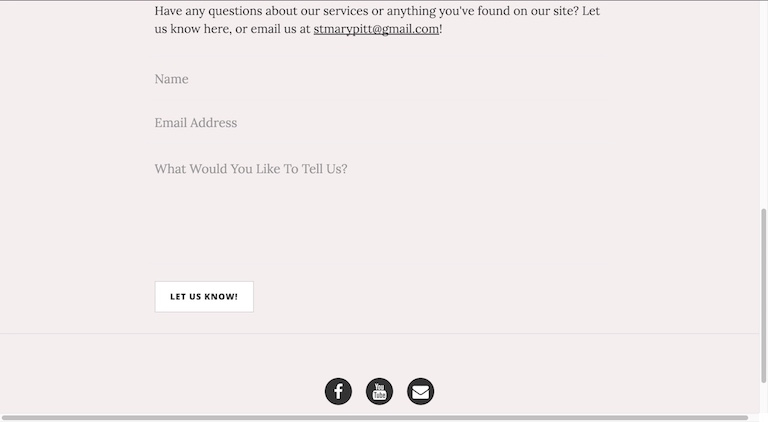 Have any questions about our services or anything you've found on our site? Let
us know here, or email us at stmarypitt@gmail.com!
Name
Email Address
What Would You Like To Tell Us?
LET US KNOW!
You
Tube